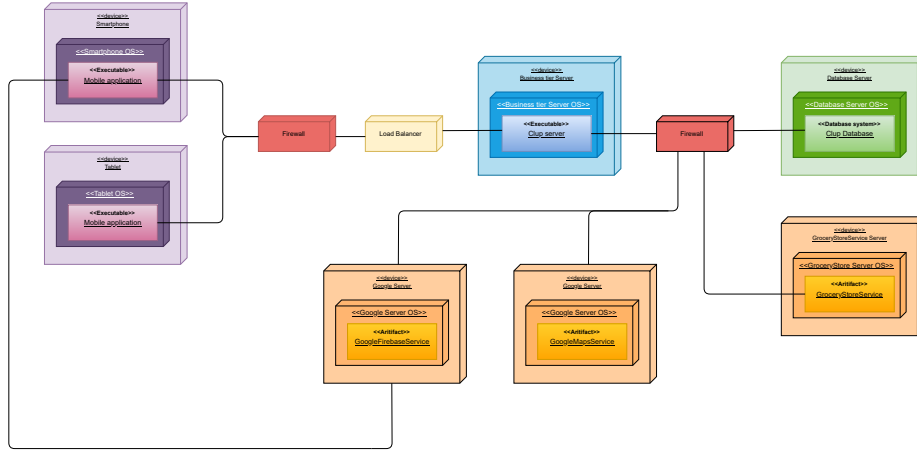 <<device>>
Smartphone
<<Smartphone OS>>
<<Executable>>
Mobile application
<<device>>
Tablet
<<Tablet OS>>
<<Executable>>
Mobile application
Firewall
Load Balancer
<<device>>
Business tier Server
<<Business tier Server OS>>
<<Executable>>
Clup server
Firewall
<<device>>
Database Server
<<Database Server OS>>
<<Database system>>
Clup Database
<<device>>
GroceryStoreService Server
<<GroceryStore Server OS>>
<<Aritifact>>
GroceryStoreService
<<device>>
Google Server
<<Google Server OS>>
<<Aritifact>>
GoogleFirebaseService
<<device>>
Google Server
<<Google Server OS>>
<<Aritifact>>
GoogleMapsService